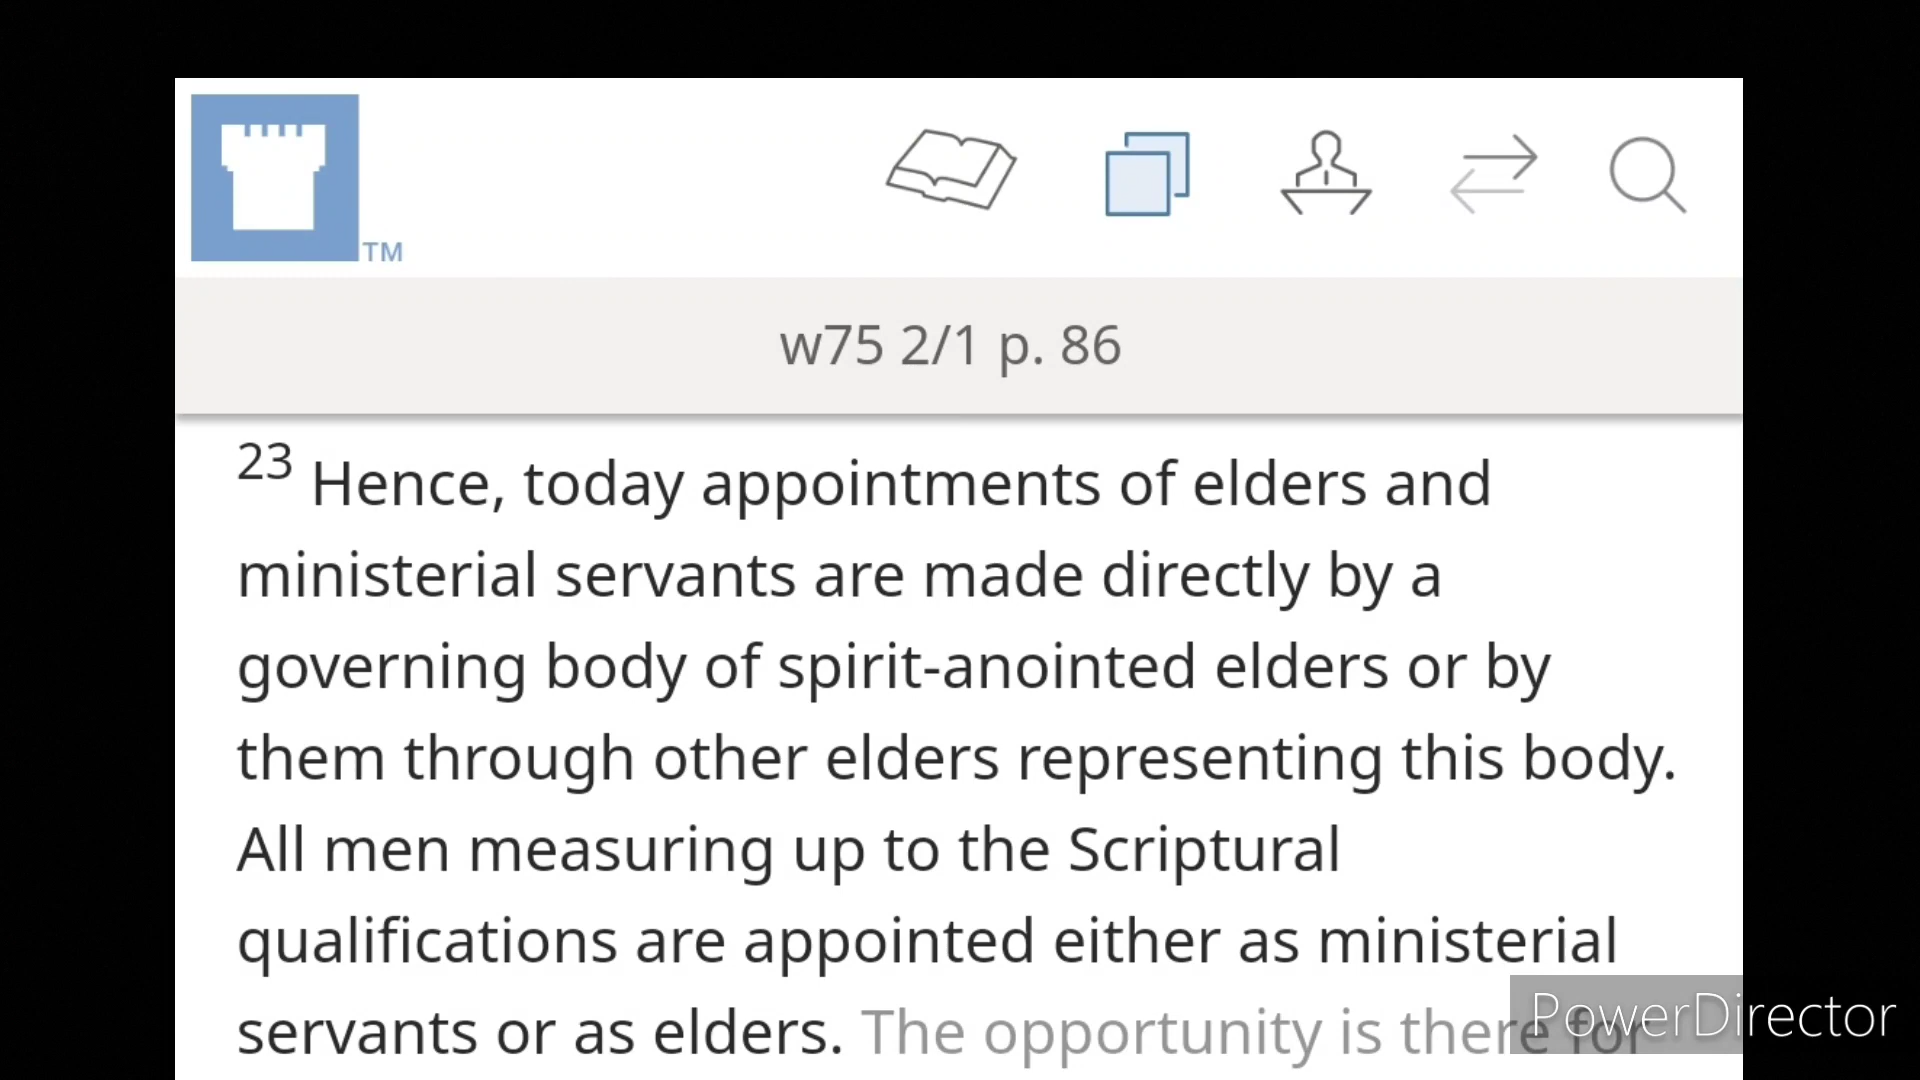 TM
w75 2/1 p. 86
23 Hence, today appointments of elders and
ministerial servants are made directly by a
governing body of spirit-anointed elders or by
them through other elders representing this body.
All men measuring up to the Scriptural
qualifications are appointed either as ministerial
servants or as elders. The opportunity is there for
PowerDirector